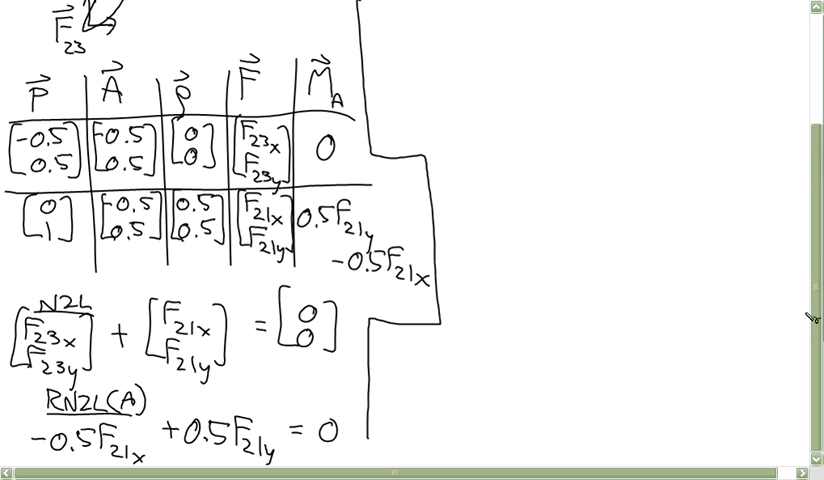 F⃗₂₃
P⃗ | A⃗ | ρ⃗ | F⃗ | M⃗_A
[-0.5 0.5] | [-0.5 0.5] | [0 0] | [F₂₃ₓ F₂₃y] | 0
[0 1] | [-0.5 0.5] | [0.5 0.5] | [F₂₁ₓ F₂₁y] | 0.5F₂₁y
-0.5F₂₁ₓ
N2L
[F₂₃ₓ F₂₃y] + [F₂₁ₓ F₂₁y] = [0 0]
RN2L(A)
-0.5F₂₁ₓ + 0.5F₂₁y = 0